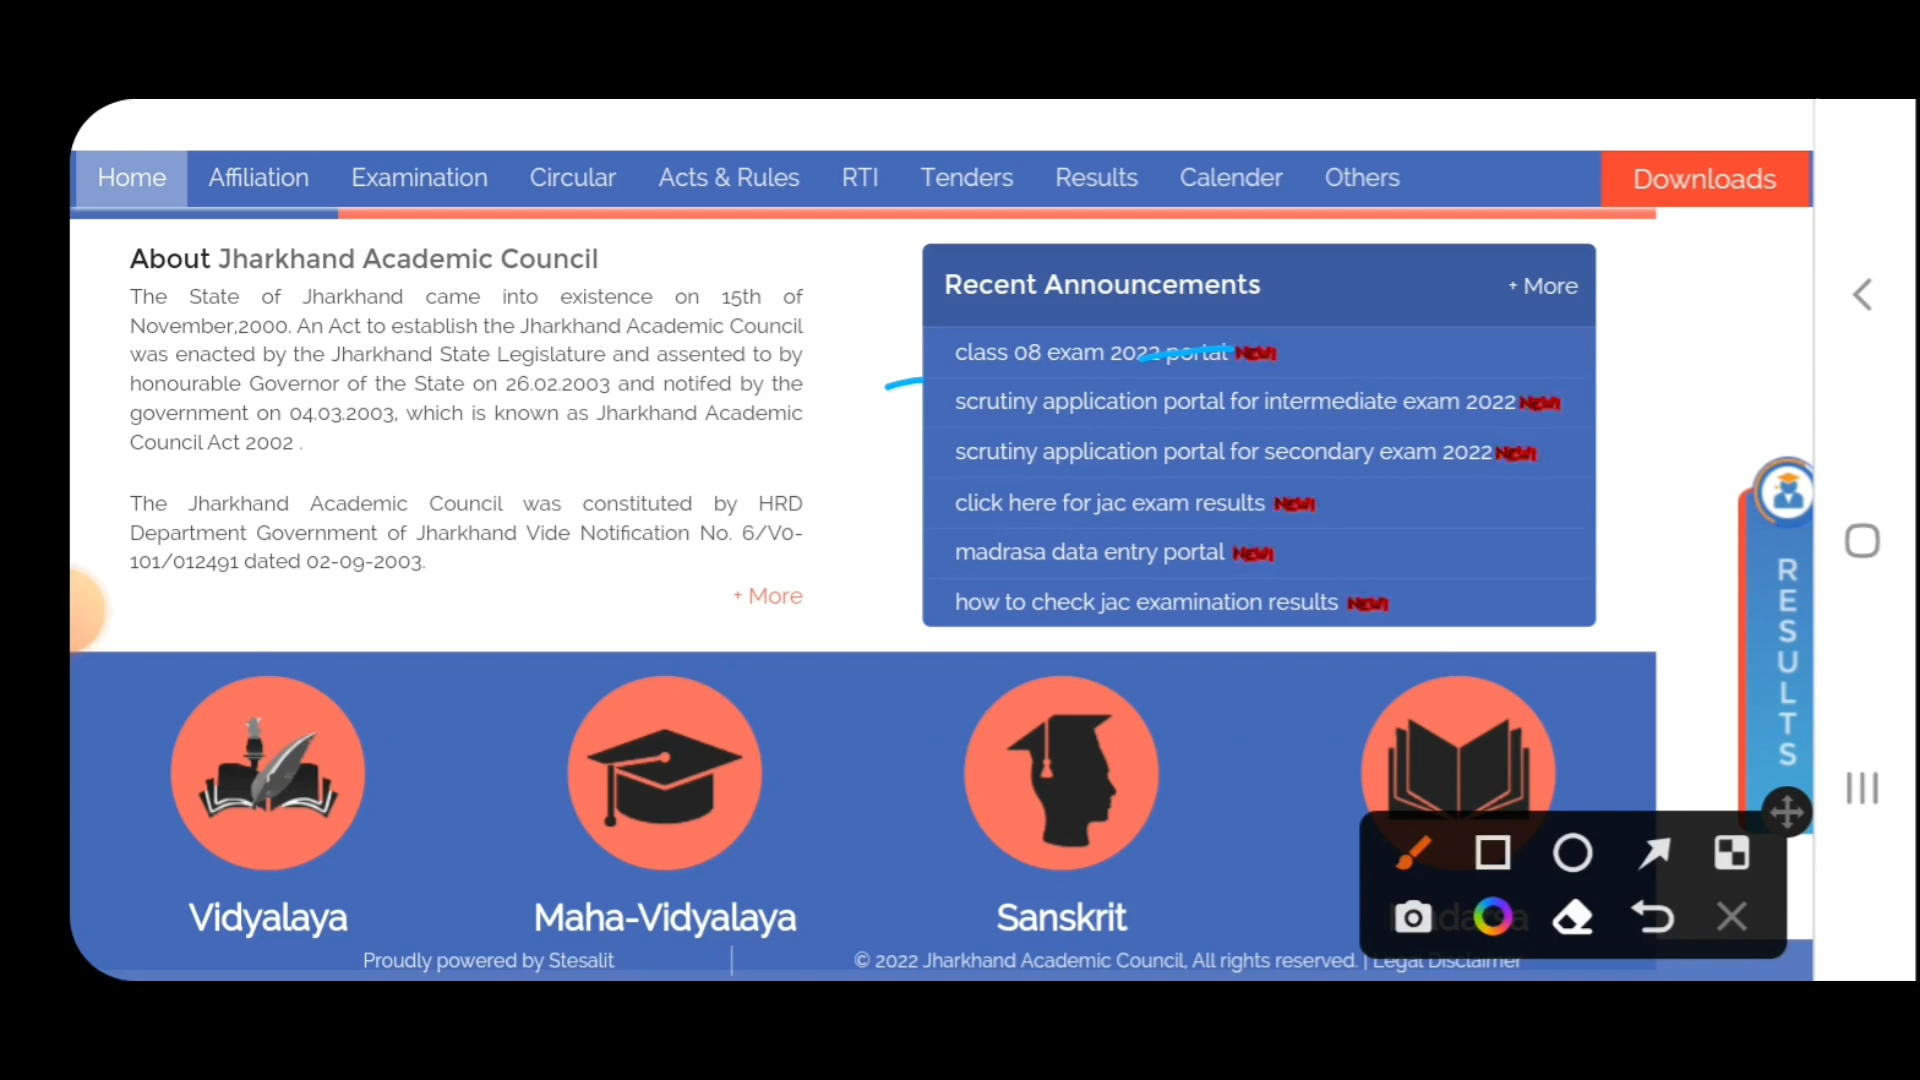 Home Affiliation Examination Circular Acts & Rules RTI Tenders Results Calender Others Downloads
About Jharkhand Academic Council
The State of Jharkhand came into existence on 15th of
November,2000. An Act to establish the Jharkhand Academic Council
was enacted by the Jharkhand State Legislature and assented to by
honourable Governor of the State on 26.02.2003 and notifed by the
government on 04.03.2003, which is known as Jharkhand Academic
Council Act 2002 .
The Jharkhand Academic Council was constituted by HRD
Department Government of Jharkhand Vide Notification No. 6/V0-
101/012491 dated 02-09-2003.
+ More
Recent Announcements + More
class 08 exam 2022 portal NEW!
scrutiny application portal for intermediate exam 2022 NEW!
scrutiny application portal for secondary exam 2022 NEW!
click here for jac exam results NEW!
madrasa data entry portal NEW!
how to check jac examination results NEW!
RESULTS
Vidyalaya Maha-Vidyalaya Sanskrit
Proudly powered by Stesalit © 2022 Jharkhand Academic Council, All rights reserved. | Legal Disclaimer